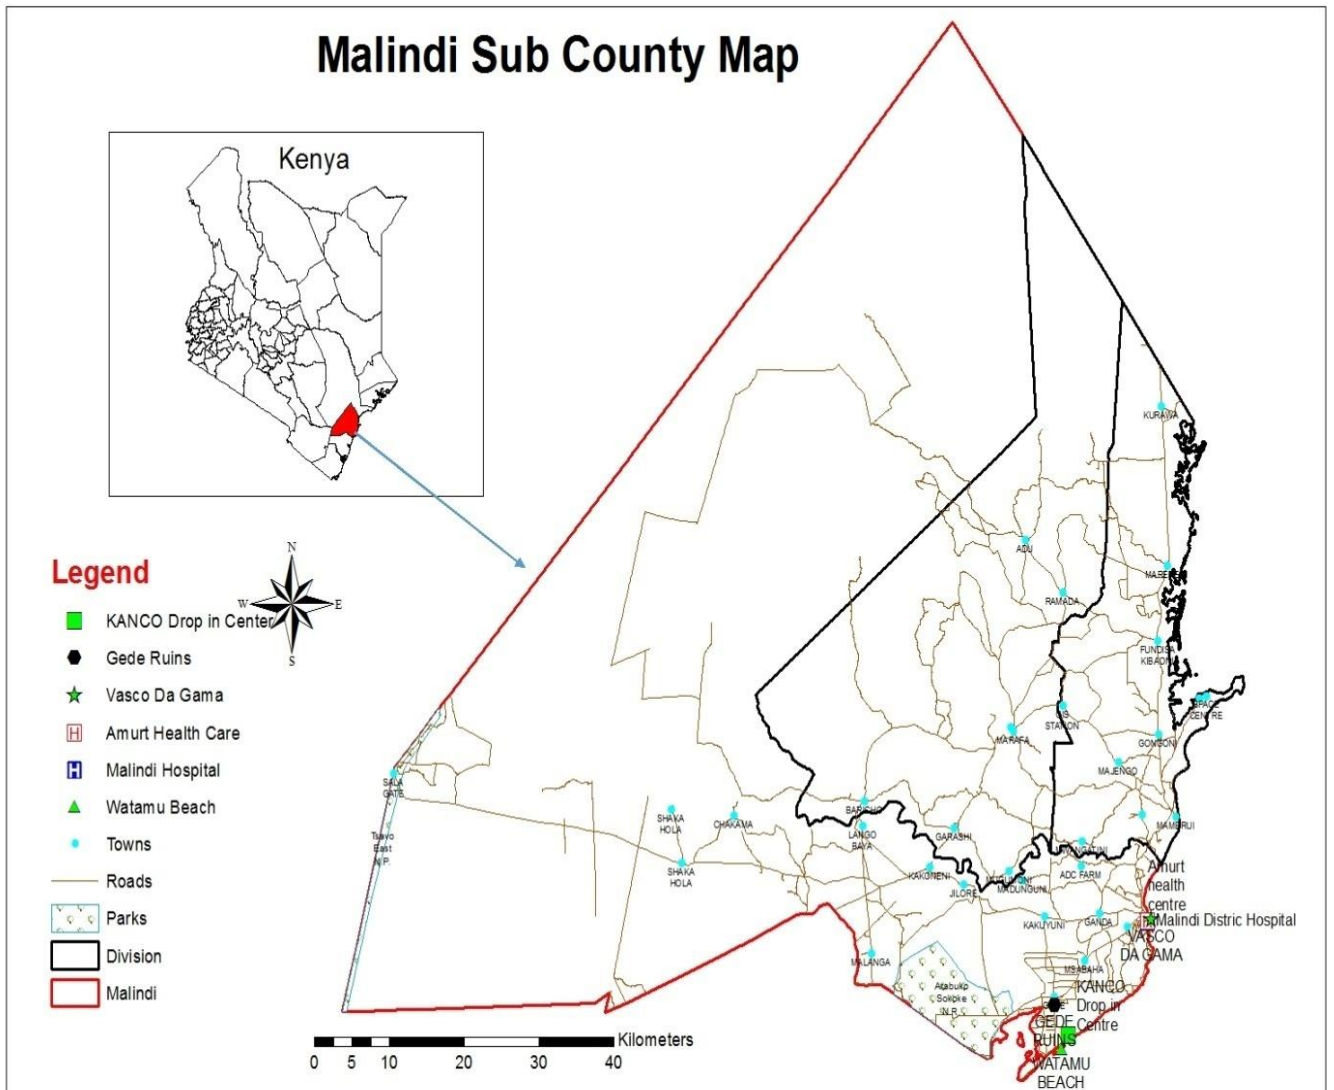 Malindi Sub County Map
Kenya
N
W
E
S
Legend
KANCO Drop in Center
Gede Ruins
Vasco Da Gama
H
Amurt Health Care
H
Malindi Hospital
Watamu Beach
Towns
Roads
Parks
Division
Malindi
KURAWA
ADU
RAMADA
FUNDISA
KIBAONI
SPACE
CENTRE
STATION
MARAFA
GONGONI
MAJENGO
SALA
GATE
Tsavo
East
N.P.
SHAKA
HOLA
CHAKAMA
BARICHO
LANGO
BAYA
GARASHI
MAMBRUI
SHAKA
HOLA
KAKONENI
JILORE
MADUNGUNI
ADC FARM
Amurt
health
centre
KAKUYUNI
GANDA
Malindi Distric Hospital
VASCO
DA GAMA
MALANGA
MSABAHA
Arabuko
Sokoke
N.P.
KANCO
Drop in
Centre
GEDE
RUINS
WATAMU
BEACH
Kilometers
0 5 10 20 30 40